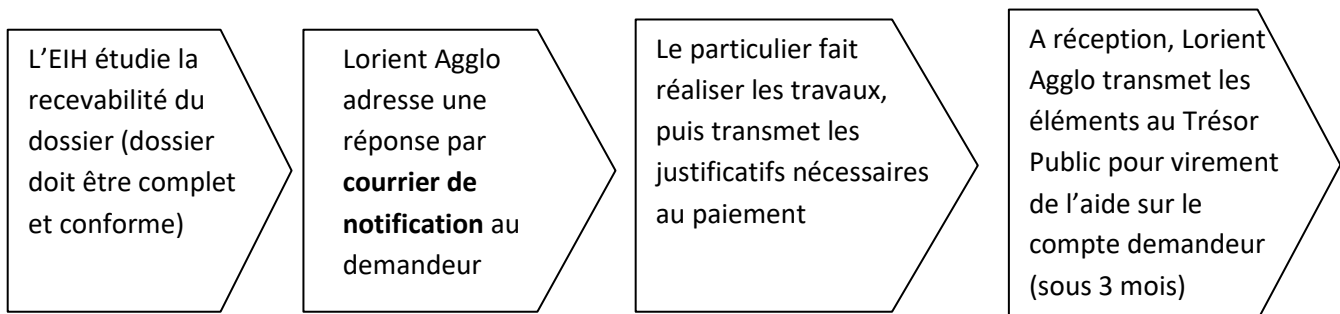 L’EIH étudie la
recevabilité du
dossier (dossier
doit être complet
et conforme)
Lorient Agglo
adresse une
réponse par
courrier de
notification au
demandeur
Le particulier fait
réaliser les travaux,
puis transmet les
justificatifs nécessaires
au paiement
A réception, Lorient
Agglo transmet les
éléments au Trésor
Public pour virement
de l’aide sur le
compte demandeur
(sous 3 mois)